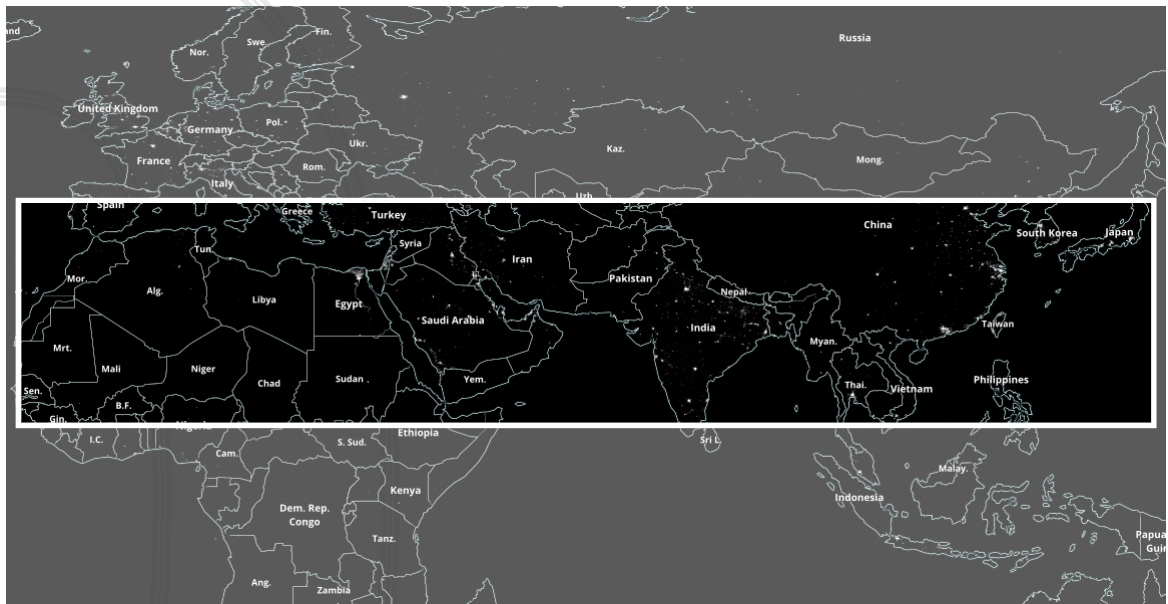 and
Nor.
Swe.
Fin.
Russia
United Kingdom
Germany
Pol.
Ukr.
France
Rom.
Italy
Kaz.
Mong.
Uzb.
Spain
Greece
Turkey
Syria
Tun.
Mor.
Alg.
Libya
Egypt
Iran
Pakistan
China
South Korea
Japan
Saudi Arabia
Nepal
India
Taiwan
Mrt.
Mali
Niger
Chad
Sudan
Yem.
Myan.
Thai.
Vietnam
Philippines
Sen.
B.F.
Gin.
I.C.
Nigeria
Cam.
S. Sud.
Ethiopia
Sri L.
Malay.
Indonesia
Kenya
Dem. Rep.
Congo
Tanz.
Papua
Guin
Ang.
Zambia